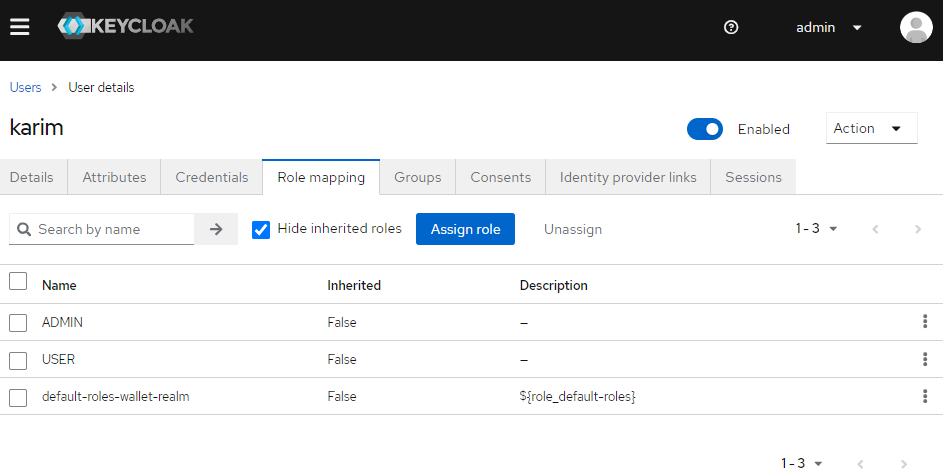 KEYCLOAK
admin
Users > User details
karim
Enabled
Action
Details Attributes Credentials Role mapping Groups Consents Identity provider links Sessions
Search by name
Hide inherited roles
Assign role
Unassign
1 - 3
Name Inherited Description
ADMIN False –
USER False –
default-roles-wallet-realm False ${role_default-roles}
1 - 3